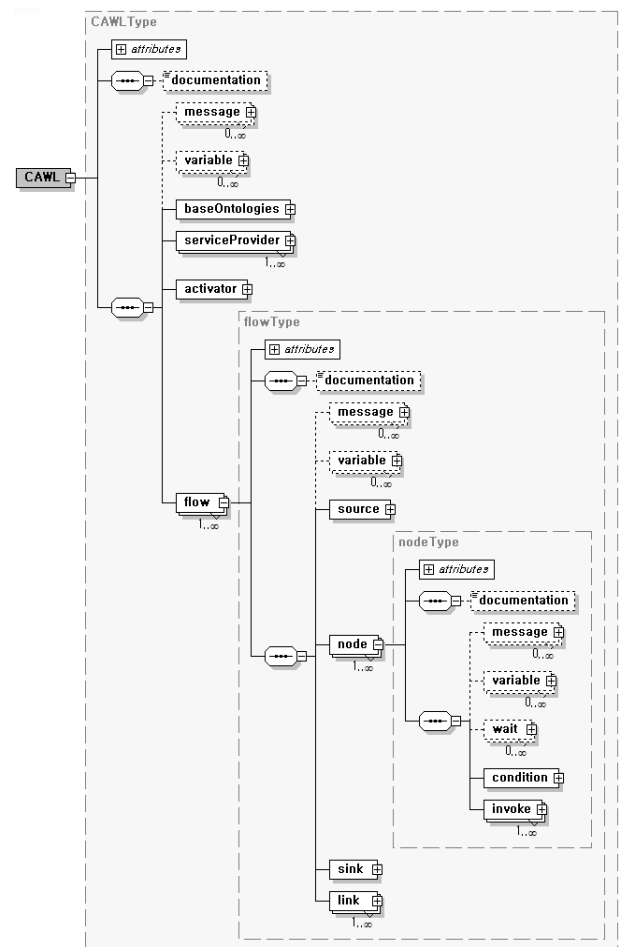 CAWLType
attributes
documentation
message
0..∞
variable
0..∞
CAWL
baseOntologies
serviceProvider
1..∞
activator
flowType
attributes
documentation
message
0..∞
variable
0..∞
flow
1..∞
source
nodeType
attributes
documentation
message
0..∞
node
1..∞
variable
0..∞
wait
0..∞
condition
invoke
1..∞
sink
link
1..∞